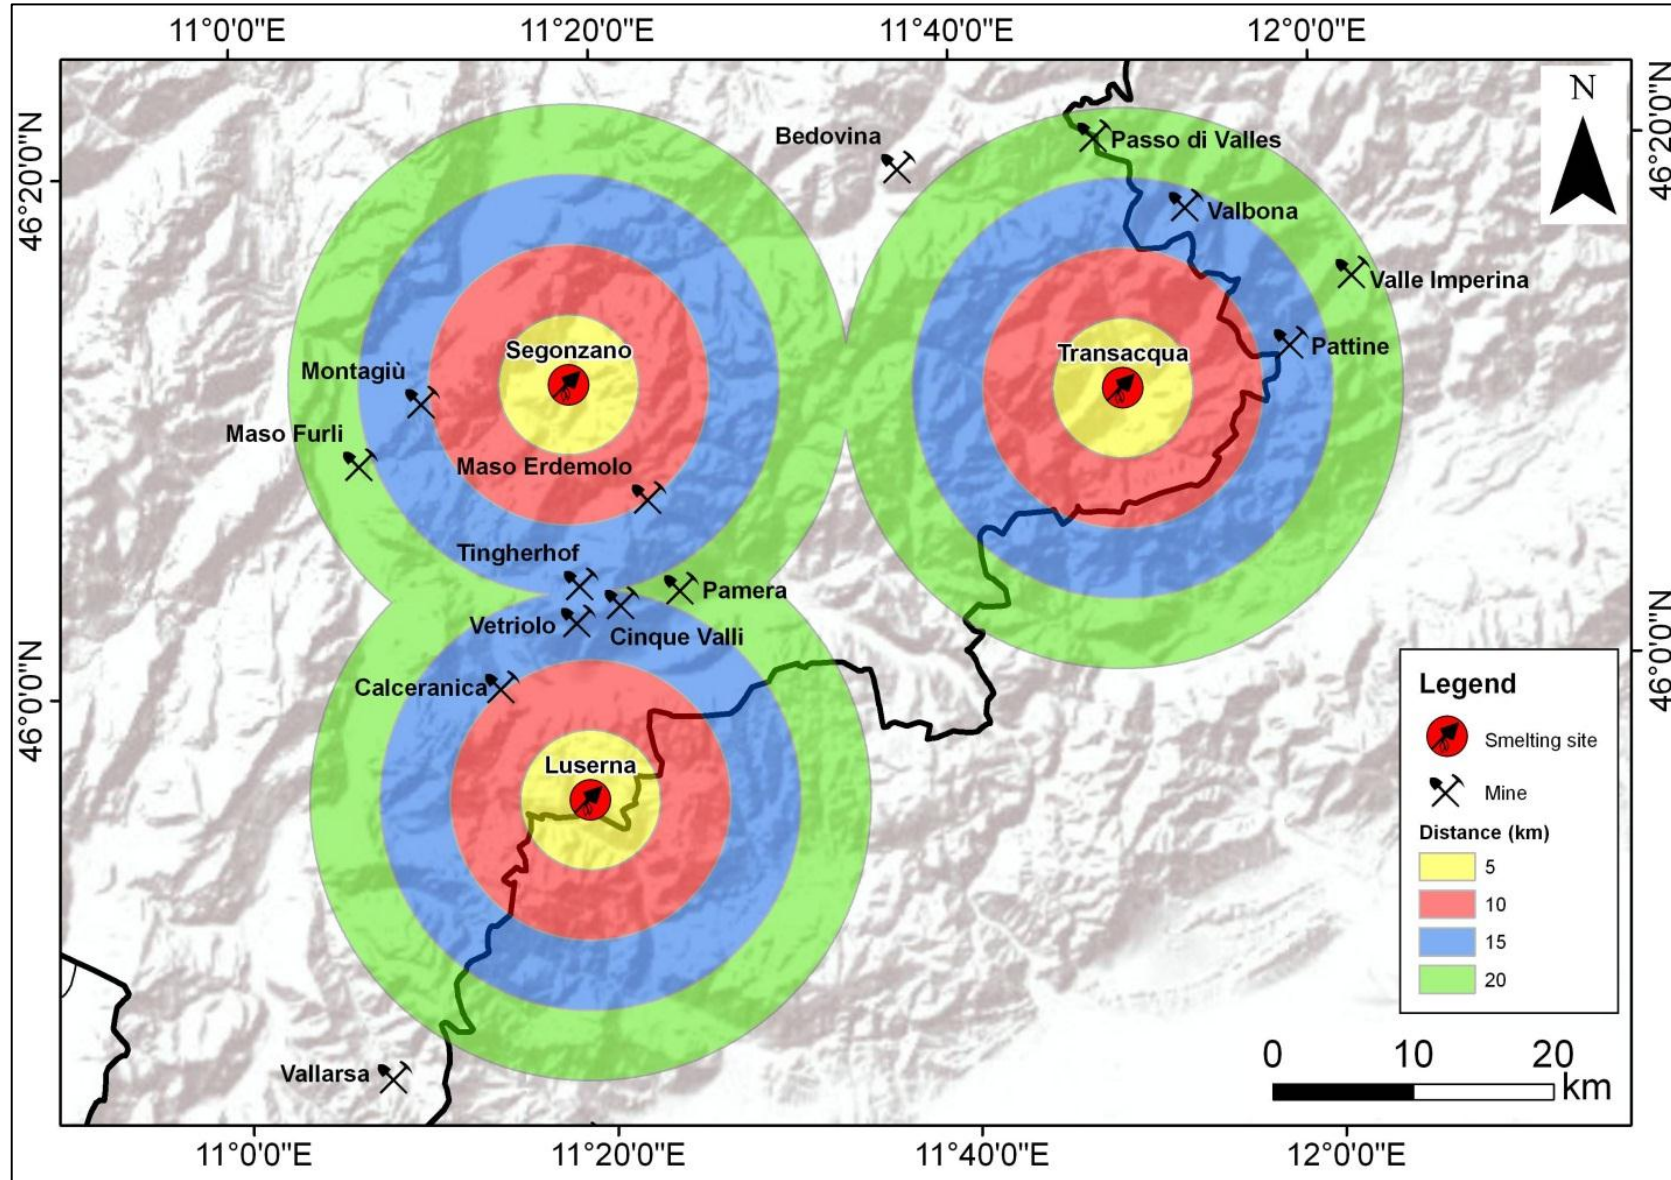 11°0'0"E
11°20'0"E
11°40'0"E
12°0'0"E
46°20'0"N
46°20'0"N
N
Bedovina
Passo di Valles
Valbona
Valle Imperina
Segonzano
Transacqua
Pattine
Montagiù
Maso Furli
Maso Erdemolo
Tingherhof
Pamera
Vetriolo
Cinque Valli
46°0'0"N
46°0'0"N
Calceranica
Luserna
Vallarsa
Legend
Smelting site
Mine
Distance (km)
5
10
15
20
0 10 20
km
11°0'0"E
11°20'0"E
11°40'0"E
12°0'0"E